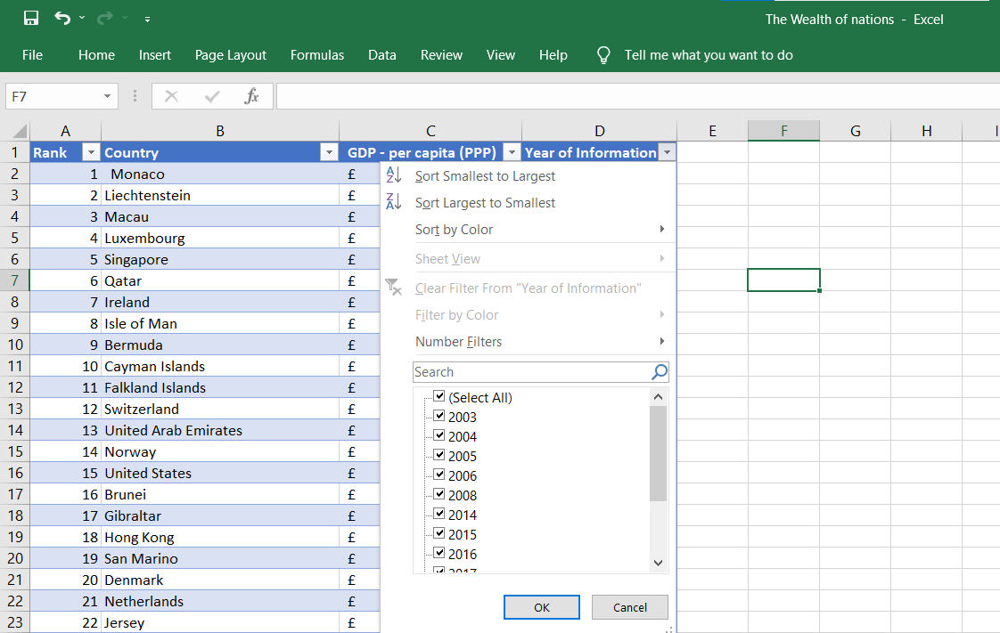 The Wealth of nations - Excel
File Home Insert Page Layout Formulas Data Review View Help Tell me what you want to do
F7 fx
A B C D E F G H I
1 Rank Country GDP - per capita (PPP) Year of Information
2 1 Monaco £
3 2 Liechtenstein £
4 3 Macau £
5 4 Luxembourg £
6 5 Singapore £
7 6 Qatar £
8 7 Ireland £
9 8 Isle of Man £
10 9 Bermuda £
11 10 Cayman Islands £
12 11 Falkland Islands £
13 12 Switzerland £
14 13 United Arab Emirates £
15 14 Norway £
16 15 United States £
17 16 Brunei £
18 17 Gibraltar £
19 18 Hong Kong £
20 19 San Marino £
21 20 Denmark £
22 21 Netherlands £
23 22 Jersey £
Sort Smallest to Largest
Sort Largest to Smallest
Sort by Color
Sheet View
Clear Filter From "Year of Information"
Filter by Color
Number Filters
Search
(Select All)
2003
2004
2005
2006
2008
2014
2015
2016
2017
OK Cancel